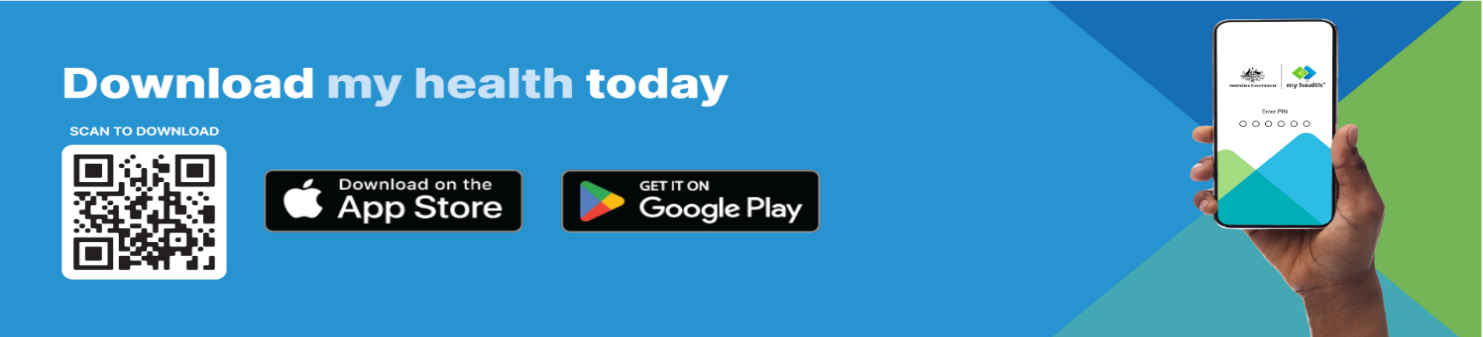 Download my health today
SCAN TO DOWNLOAD
Download on the
App Store
GET IT ON
Google Play
Australian Government
my health
Enter PIN